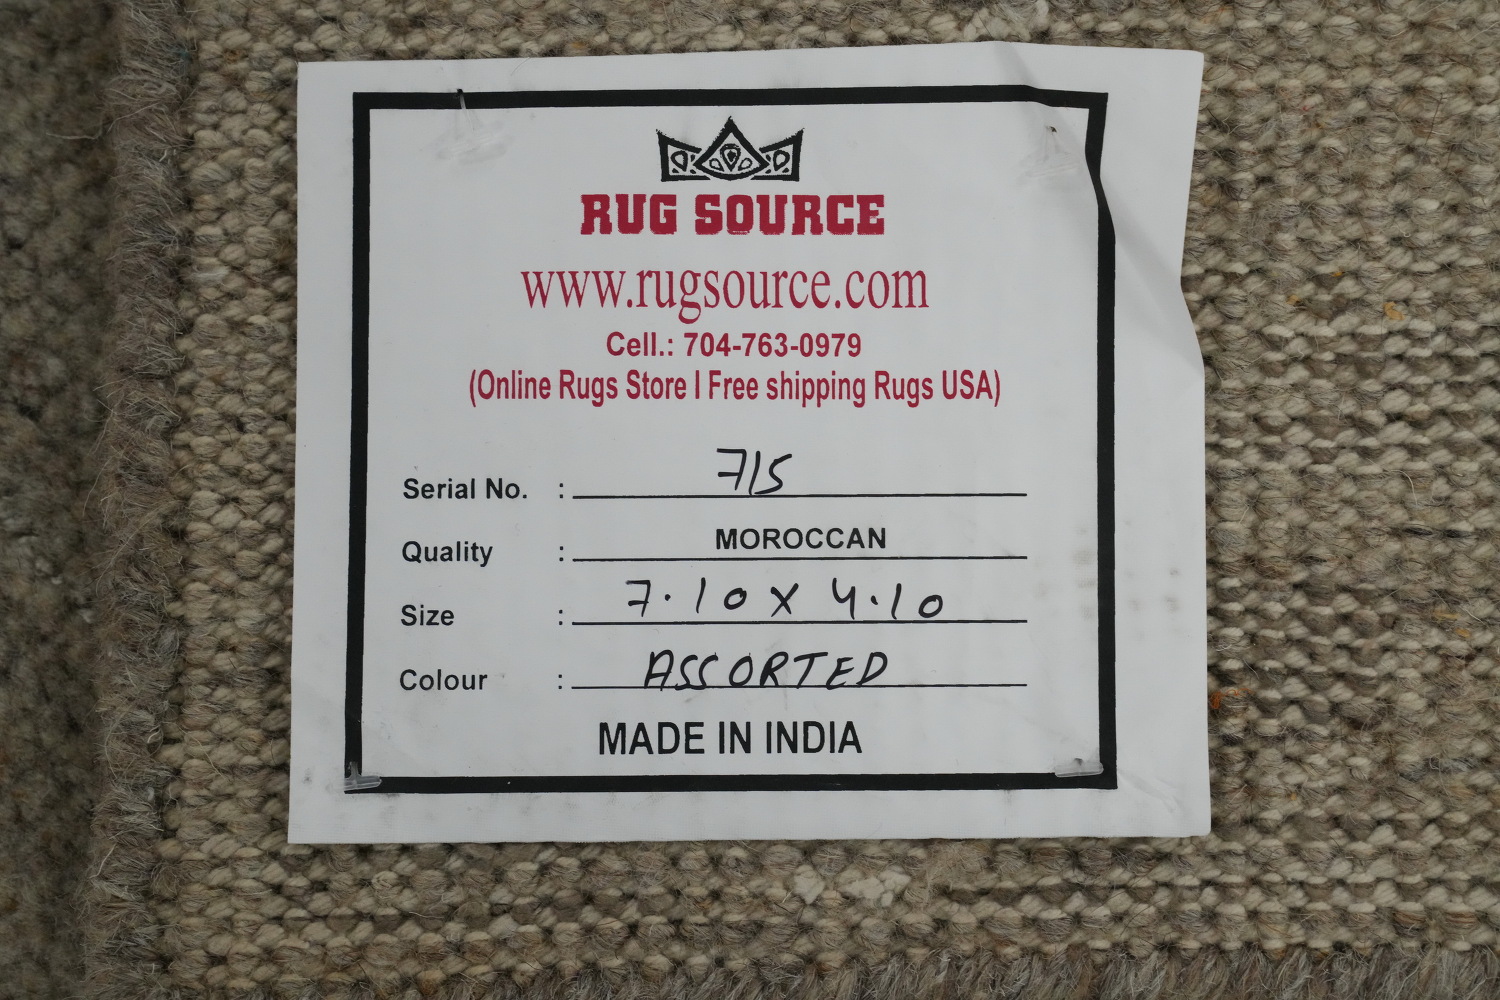 RUG SOURCE
www.rugsource.com
Cell.: 704-763-0979
(Online Rugs Store I Free shipping Rugs USA)
Serial No. : 715
Quality : MOROCCAN
Size : 7.10 X 4.10
Colour : ASSORTED
MADE IN INDIA